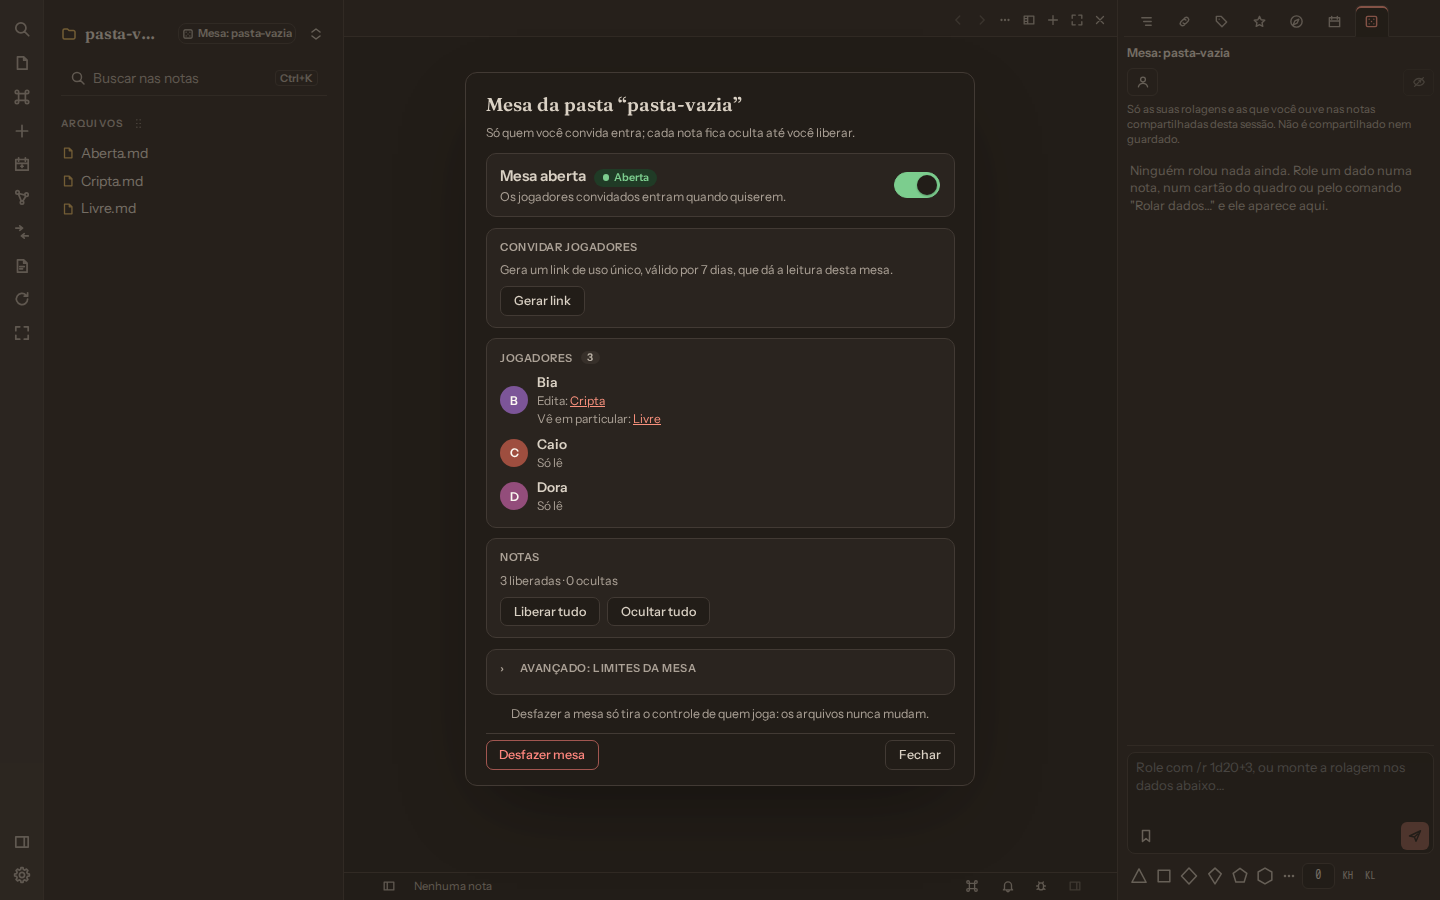 pasta-v...
Mesa: pasta-vazia
Buscar nas notas
Ctrl+K
ARQUIVOS
Aberta.md
Cripta.md
Livre.md
Mesa da pasta “pasta-vazia”
Só quem você convida entra; cada nota fica oculta até você liberar.
Mesa aberta
Aberta
Os jogadores convidados entram quando quiserem.
CONVIDAR JOGADORES
Gera um link de uso único, válido por 7 dias, que dá a leitura desta mesa.
Gerar link
JOGADORES 3
B
Bia
Edita: Cripta
Vê em particular: Livre
C
Caio
Só lê
D
Dora
Só lê
NOTAS
3 liberadas · 0 ocultas
Liberar tudo
Ocultar tudo
› AVANÇADO: LIMITES DA MESA
Desfazer a mesa só tira o controle de quem joga: os arquivos nunca mudam.
Desfazer mesa
Fechar
Nenhuma nota
Mesa: pasta-vazia
Só as suas rolagens e as que você ouve nas notas
compartilhadas desta sessão. Não é compartilhado nem
guardado.
Ninguém rolou nada ainda. Role um dado numa
nota, num cartão do quadro ou pelo comando
"Rolar dados..." e ele aparece aqui.
Role com /r 1d20+3, ou monte a rolagem nos
dados abaixo...
0
KH
KL